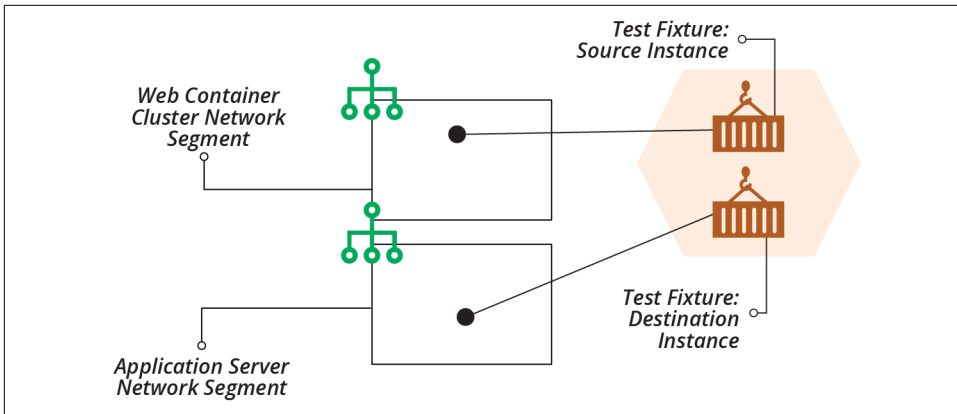 Test Fixture:
Source Instance
Web Container
Cluster Network
Segment
Test Fixture:
Destination
Instance
Application Server
Network Segment